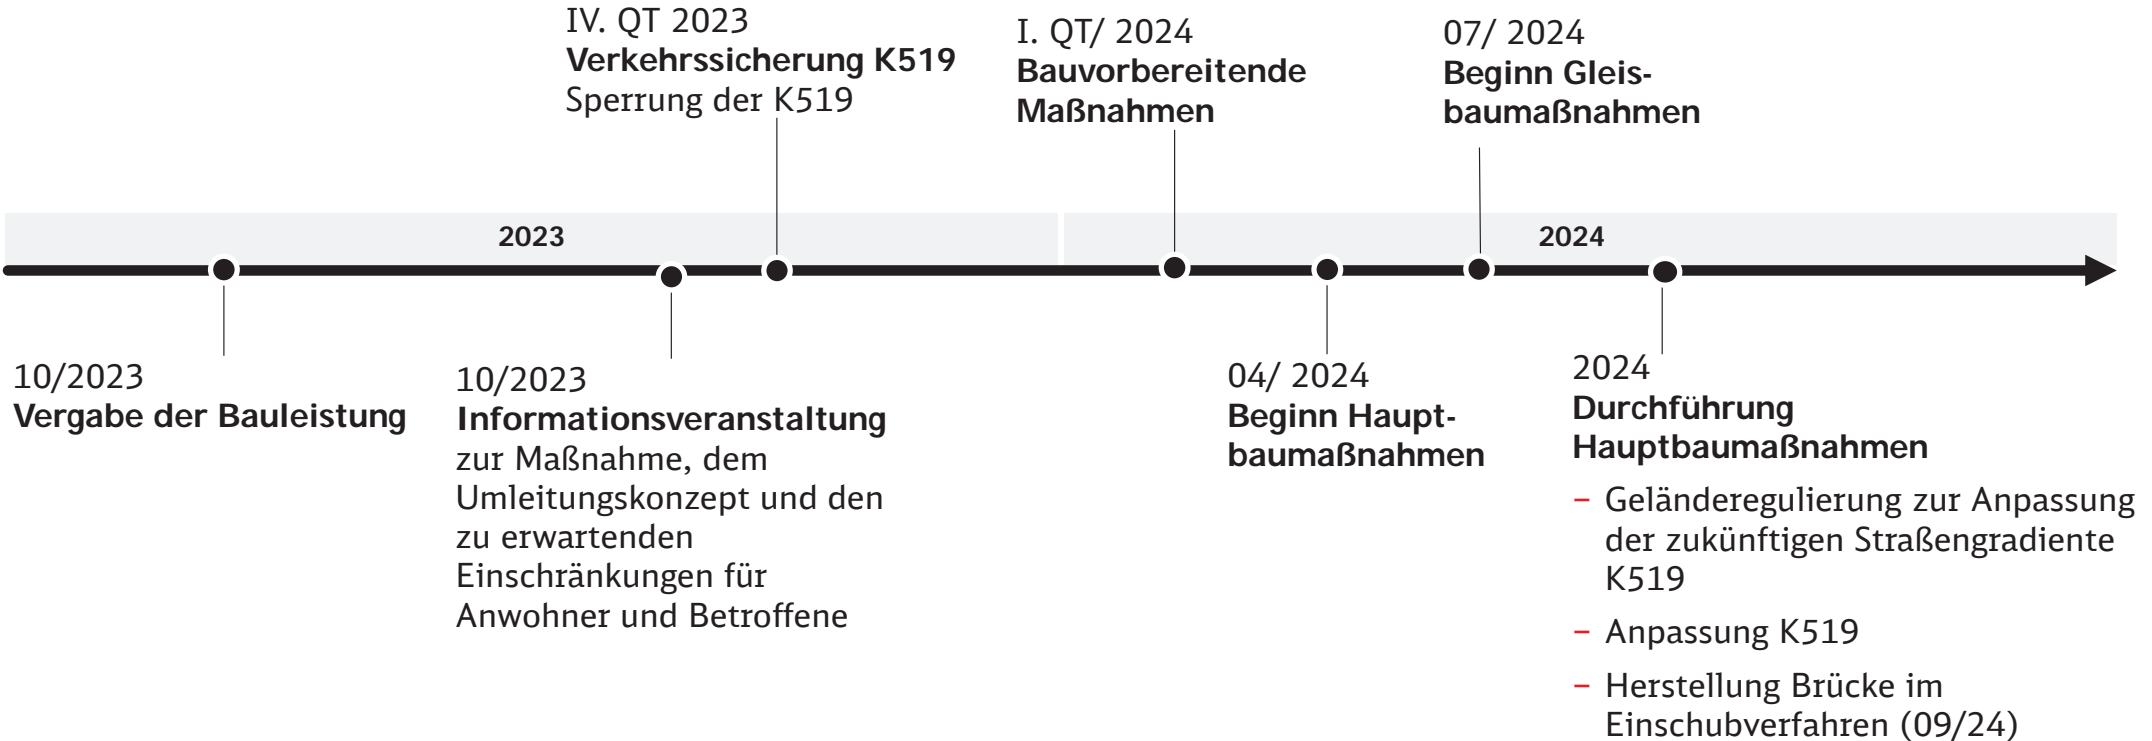 IV. QT 2023
Verkehrssicherung K519
Sperrung der K519
I. QT/ 2024
Bauvorbereitende
Maßnahmen
07/ 2024
Beginn Gleis-
baumaßnahmen
2023
2024
10/2023
Vergabe der Bauleistung
10/2023
Informationsveranstaltung
zur Maßnahme, dem
Umleitungskonzept und den
zu erwartenden
Einschränkungen für
Anwohner und Betroffene
04/ 2024
Beginn Haupt-
baumaßnahmen
2024
Durchführung
Hauptbaumaßnahmen
– Geländeregulierung zur Anpassung
der zukünftigen Straßengradiente
K519
– Anpassung K519
– Herstellung Brücke im
Einschubverfahren (09/24)